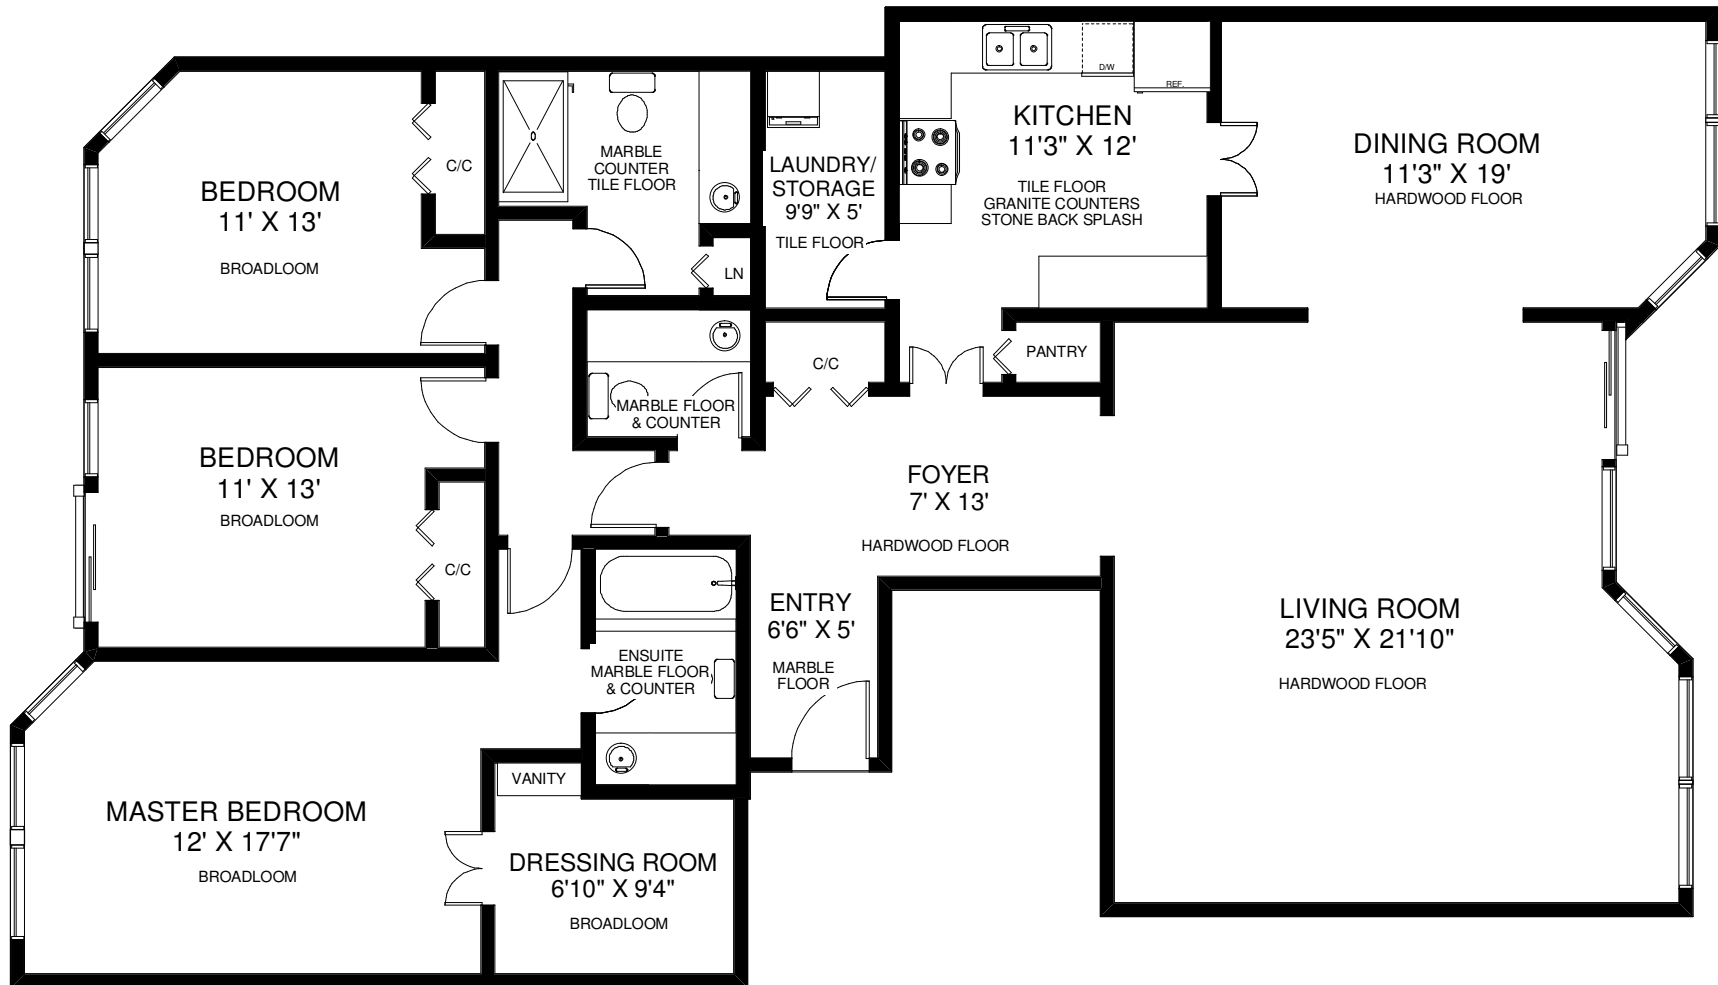 D/W
REF.
KITCHEN
11'3" X 12'
TILE FLOOR
GRANITE COUNTERS
STONE BACK SPLASH
DINING ROOM
11'3" X 19'
HARDWOOD FLOOR
BEDROOM
11' X 13'
BROADLOOM
C/C
MARBLE
COUNTER
TILE FLOOR
LAUNDRY/
STORAGE
9'9" X 5'
TILE FLOOR
LN
C/C
PANTRY
MARBLE FLOOR
& COUNTER
BEDROOM
11' X 13'
BROADLOOM
C/C
FOYER
7' X 13'
HARDWOOD FLOOR
ENTRY
6'6" X 5'
MARBLE
FLOOR
LIVING ROOM
23'5" X 21'10"
HARDWOOD FLOOR
ENSUITE
MARBLE FLOOR
& COUNTER
VANITY
MASTER BEDROOM
12' X 17'7"
BROADLOOM
DRESSING ROOM
6'10" X 9'4"
BROADLOOM